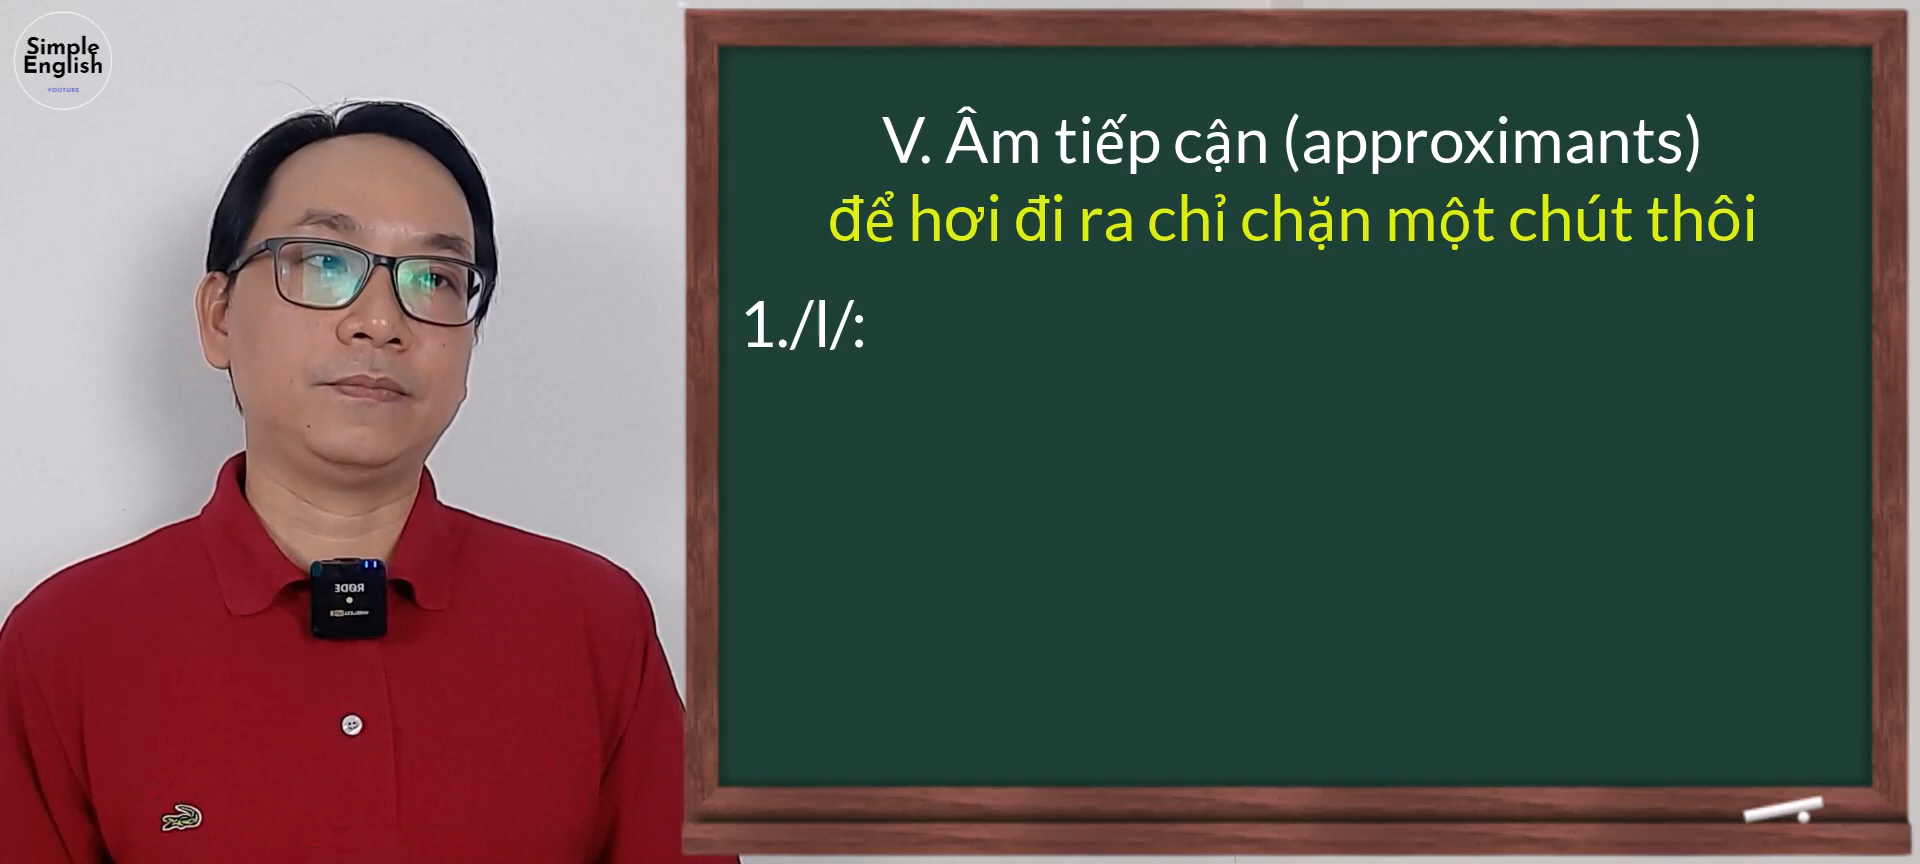 Simple
English
YOUTUBE
V. Âm tiếp cận (approximants)
để hơi đi ra chỉ chặn một chút thôi
1./l/:
RØDE